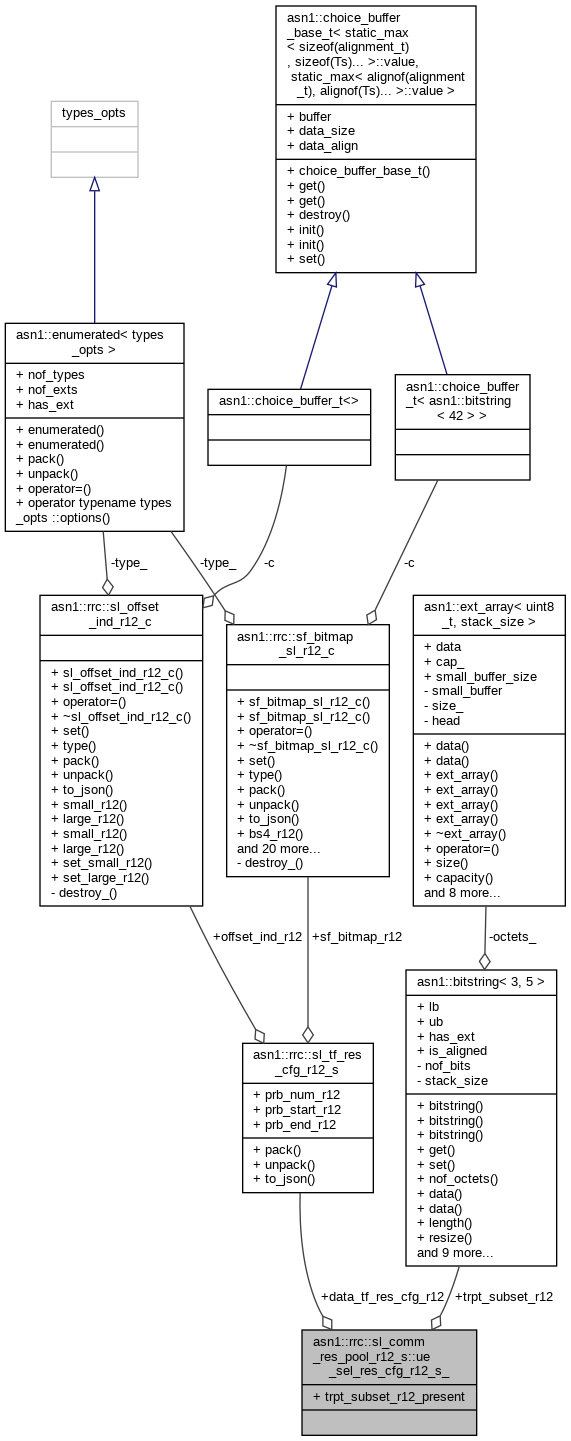 asn1::choice_buffer
_base_t< static_max
< sizeof(alignment_t)
, sizeof(Ts)... >::value,
static_max< alignof(alignment
_t), alignof(Ts)... >::value >
+ buffer
+ data_size
+ data_align
+ choice_buffer_base_t()
+ get()
+ get()
+ destroy()
+ init()
+ init()
+ set()
types_opts
asn1::enumerated< types
_opts >
+ nof_types
+ nof_exts
+ has_ext
+ enumerated()
+ enumerated()
+ pack()
+ unpack()
+ operator=()
+ operator typename types
_opts ::options()
asn1::choice_buffer_t<>
asn1::choice_buffer
_t< asn1::bitstring
< 42 > >
-type_
-type_
-c
-c
asn1::rrc::sl_offset
_ind_r12_c
+ sl_offset_ind_r12_c()
+ sl_offset_ind_r12_c()
+ operator=()
+ ~sl_offset_ind_r12_c()
+ set()
+ type()
+ pack()
+ unpack()
+ to_json()
+ small_r12()
+ large_r12()
+ small_r12()
+ large_r12()
+ set_small_r12()
+ set_large_r12()
- destroy_()
asn1::rrc::sf_bitmap
_sl_r12_c
+ sf_bitmap_sl_r12_c()
+ sf_bitmap_sl_r12_c()
+ operator=()
+ ~sf_bitmap_sl_r12_c()
+ set()
+ type()
+ pack()
+ unpack()
+ to_json()
+ bs4_r12()
and 20 more...
- destroy_()
asn1::ext_array< uint8
_t, stack_size >
+ data
+ cap_
+ small_buffer_size
- small_buffer
- size_
- head
+ data()
+ data()
+ ext_array()
+ ext_array()
+ ext_array()
+ ext_array()
+ ~ext_array()
+ operator=()
+ size()
+ capacity()
and 8 more...
+offset_ind_r12
+sf_bitmap_r12
-octets_
asn1::rrc::sl_tf_res
_cfg_r12_s
+ prb_num_r12
+ prb_start_r12
+ prb_end_r12
+ pack()
+ unpack()
+ to_json()
asn1::bitstring< 3, 5 >
+ lb
+ ub
+ has_ext
+ is_aligned
- nof_bits
- stack_size
+ bitstring()
+ bitstring()
+ bitstring()
+ get()
+ set()
+ nof_octets()
+ data()
+ data()
+ length()
+ resize()
and 9 more...
+data_tf_res_cfg_r12
+trpt_subset_r12
asn1::rrc::sl_comm
_res_pool_r12_s::ue
_sel_res_cfg_r12_s_
+ trpt_subset_r12_present